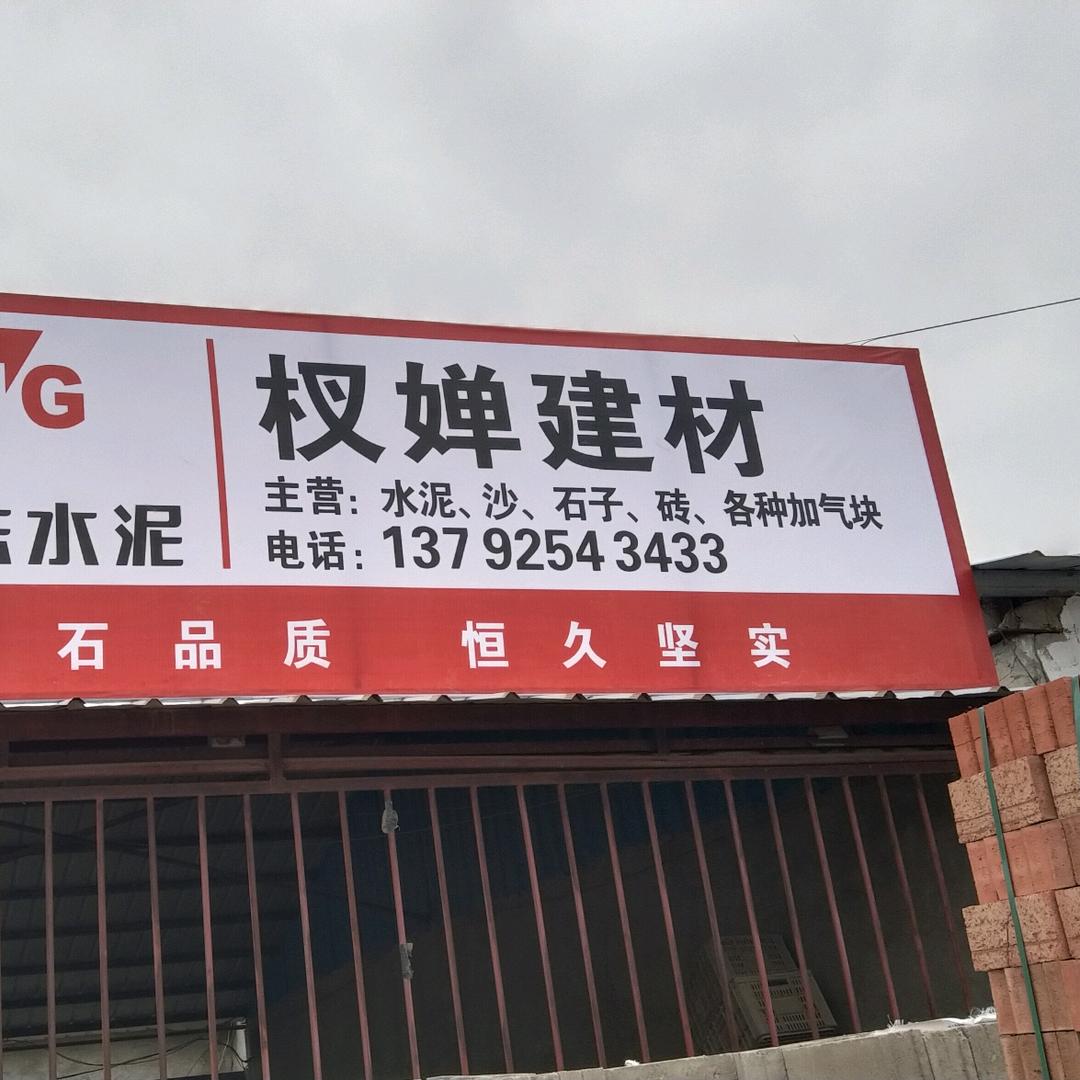 G
杈婵建材
水泥
主营：水泥、沙、石子、砖、各种加气块
电话：137 9254 3433
石品质 恒久坚实